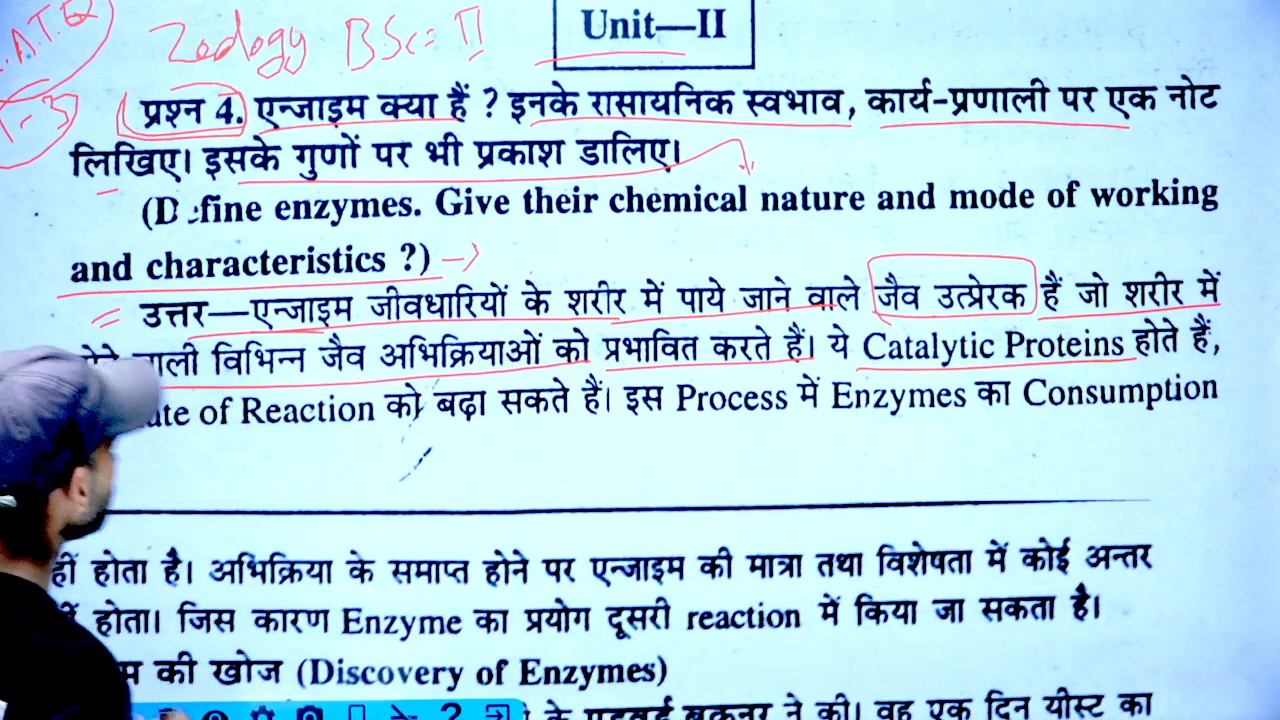 Zoology BSc = II
Unit—II
प्रश्न 4. एन्जाइम क्या हैं ? इनके रासायनिक स्वभाव, कार्य-प्रणाली पर एक नोट
लिखिए। इसके गुणों पर भी प्रकाश डालिए।
(Define enzymes. Give their chemical nature and mode of working
and characteristics ?)
उत्तर—एन्जाइम जीवधारियों के शरीर में पाये जाने वाले जैव उत्प्रेरक हैं जो शरीर में
विभिन्न जैव अभिक्रियाओं को प्रभावित करते हैं। ये Catalytic Proteins होते हैं,
of Reaction को बढ़ा सकते हैं। इस Process में Enzymes का Consumption
होता है। अभिक्रिया के समाप्त होने पर एन्जाइम की मात्रा तथा विशेषता में कोई अन्तर
होता। जिस कारण Enzyme का प्रयोग दूसरी reaction में किया जा सकता है।
की खोज (Discovery of Enzymes)
के एडवर्ड बुकनर ने की। वह एक दिन यीस्ट का